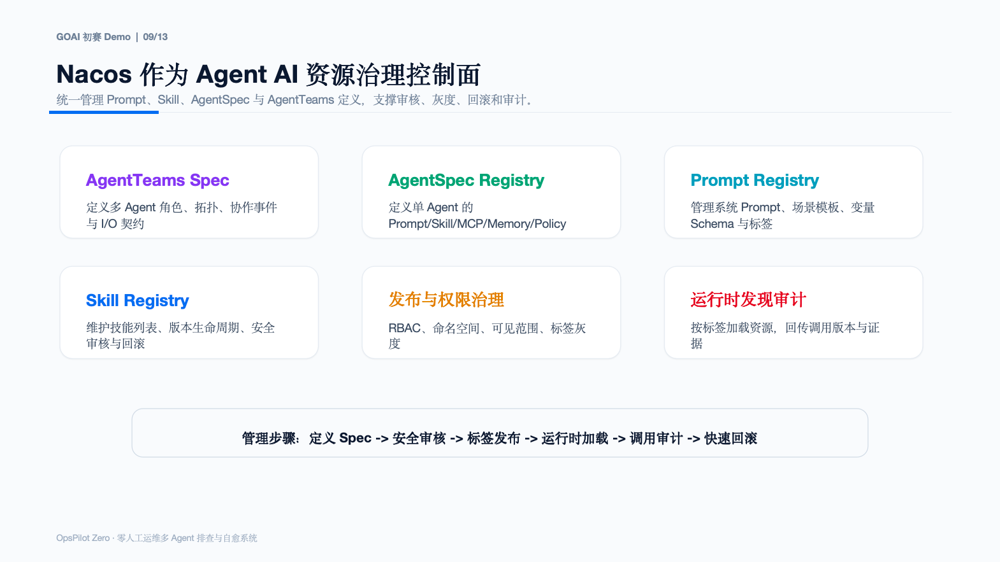 GOAI 初赛 Demo | 09/13
Nacos 作为 Agent AI 资源治理控制面
统一管理 Prompt、Skill、AgentSpec 与 AgentTeams 定义，支撑审核、灰度、回滚和审计。
AgentTeams Spec
定义多 Agent 角色、拓扑、协作事件
与 I/O 契约
AgentSpec Registry
定义单 Agent 的
Prompt/Skill/MCP/Memory/Policy
Prompt Registry
管理系统 Prompt、场景模板、变量
Schema 与标签
Skill Registry
维护技能列表、版本生命周期、安全
审核与回滚
发布与权限治理
RBAC、命名空间、可见范围、标签灰
度
运行时发现审计
按标签加载资源，回传调用版本与证
据
管理步骤：定义 Spec -> 安全审核 -> 标签发布 -> 运行时加载 -> 调用审计 -> 快速回滚
OpsPilot Zero · 零人工运维多 Agent 排查与自愈系统